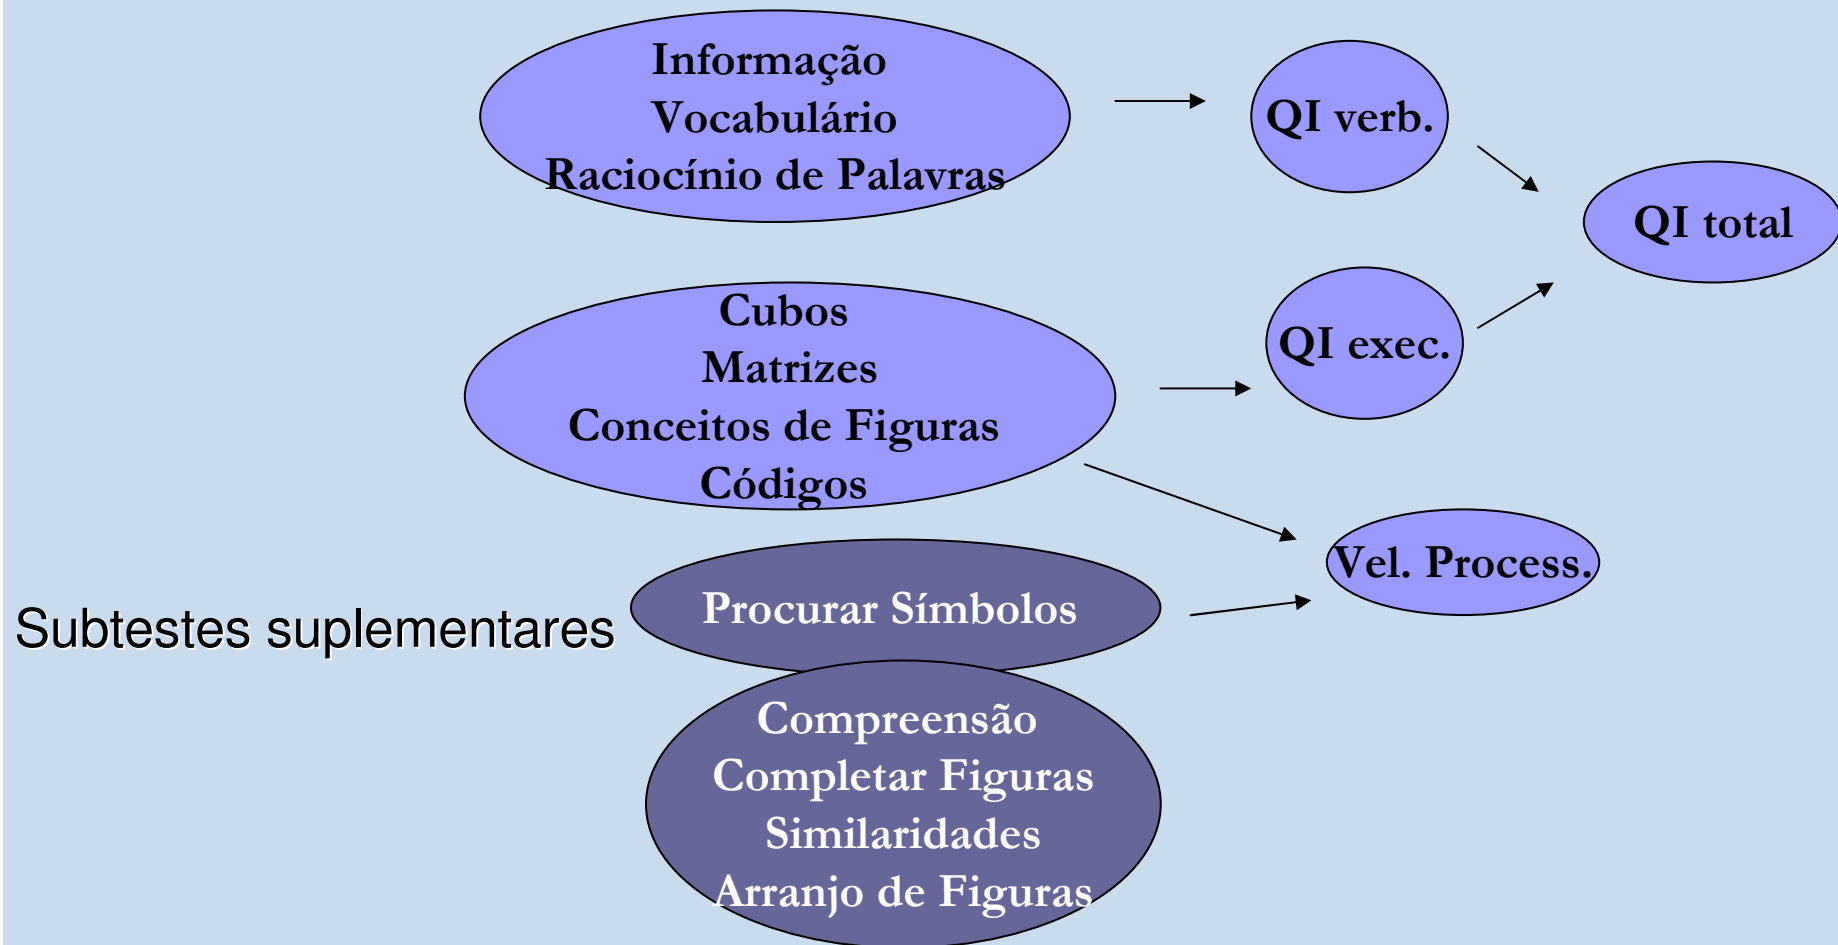 Informação
Vocabulário
Raciocínio de Palavras
QI verb.
QI total
Cubos
Matrizes
Conceitos de Figuras
Códigos
QI exec.
Vel. Process.
Subtestes suplementares
Procurar Símbolos
Compreensão
Completar Figuras
Similaridades
Arranjo de Figuras